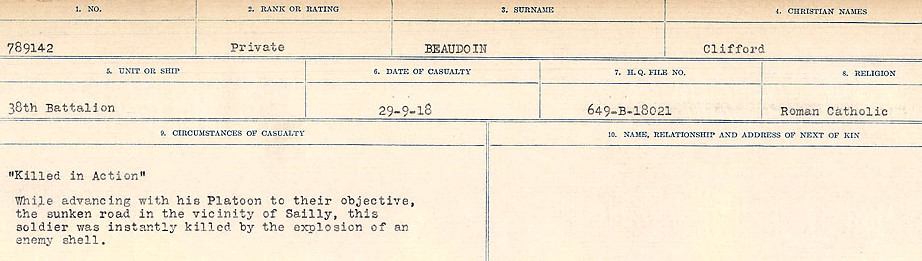 1. NO. 2. RANK OR RATING 3. SURNAME 4. CHRISTIAN NAMES
789142 Private BEAUDOIN Clifford
5. UNIT OR SHIP 6. DATE OF CASUALTY 7. H.Q. FILE NO. 8. RELIGION
38th Battalion 29-9-18 649-B-18021 Roman Catholic
9. CIRCUMSTANCES OF CASUALTY 10. NAME, RELATIONSHIP AND ADDRESS OF NEXT OF KIN
"Killed in Action"
While advancing with his Platoon to their objective,
the sunken road in the vicinity of Sailly, this
soldier was instantly killed by the explosion of an
enemy shell.